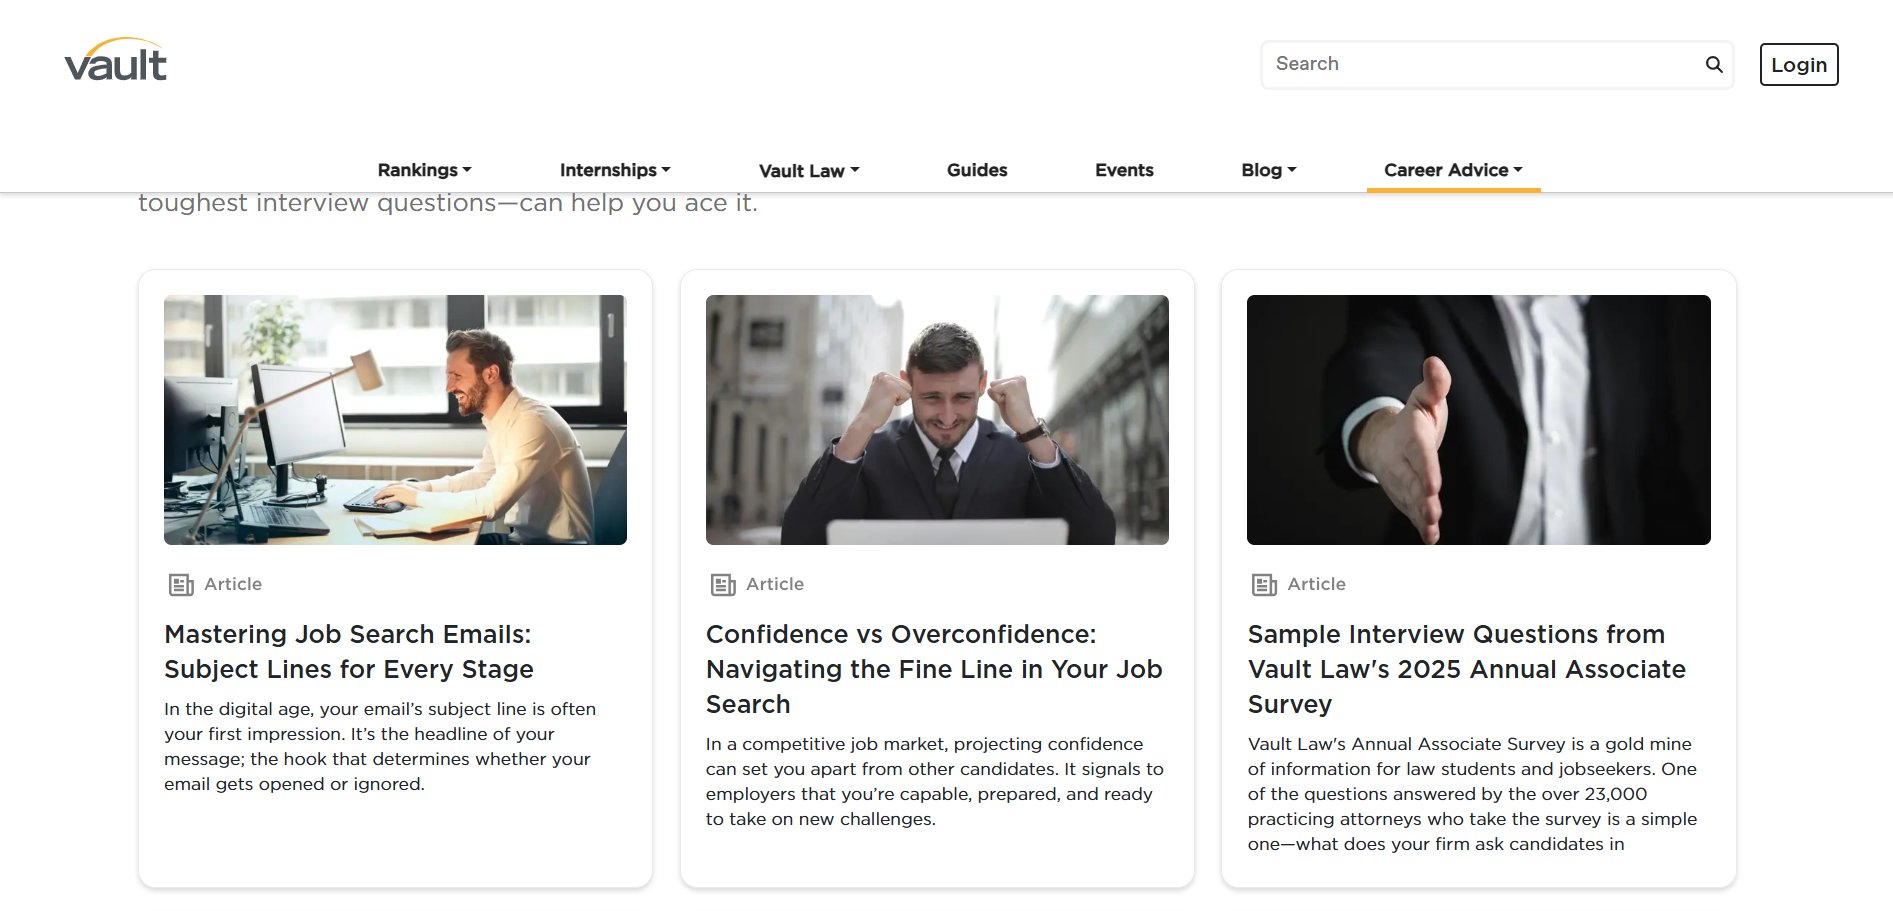 vault
Search
Login
Rankings
Internships
Vault Law
Guides
Events
Blog
Career Advice
toughest interview questions—can help you ace it.
Article
Mastering Job Search Emails:
Subject Lines for Every Stage
In the digital age, your email’s subject line is often
your first impression. It’s the headline of your
message; the hook that determines whether your
email gets opened or ignored.
Article
Confidence vs Overconfidence:
Navigating the Fine Line in Your Job
Search
In a competitive job market, projecting confidence
can set you apart from other candidates. It signals to
employers that you’re capable, prepared, and ready
to take on new challenges.
Article
Sample Interview Questions from
Vault Law's 2025 Annual Associate
Survey
Vault Law's Annual Associate Survey is a gold mine
of information for law students and jobseekers. One
of the questions answered by the over 23,000
practicing attorneys who take the survey is a simple
one—what does your firm ask candidates in